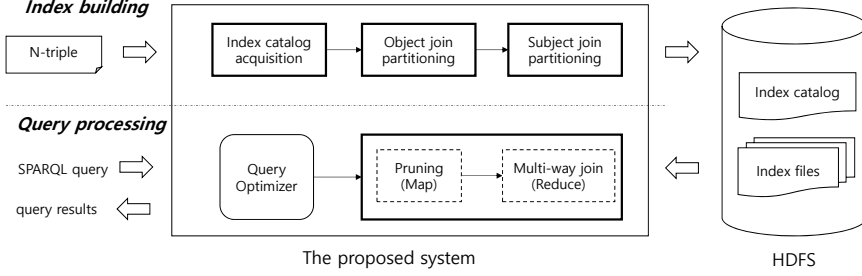 Index building
N-triple
Index catalog
acquisition
Object join
partitioning
Subject join
partitioning
Index catalog
Index files
Query processing
SPARQL query
query results
Query
Optimizer
Pruning
(Map)
Multi-way join
(Reduce)
The proposed system
HDFS